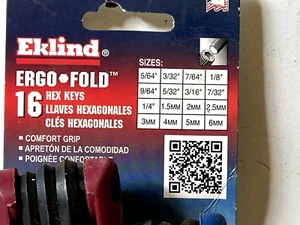 Eklind
ERGO FOLD™
16 HEX KEYS
LLAVES HEXAGONALES
CLÉS HEXAGONALES
• COMFORT GRIP
• APRETÓN DE LA COMODIDAD
• POIGNÉE CONFORTABLE
SIZES:
5/64" 3/32" 7/64" 1/8"
9/64" 5/32" 3/16" 7/32"
1/4" 1.5MM 2MM 2.5MM
3MM 4MM 5MM 6MM